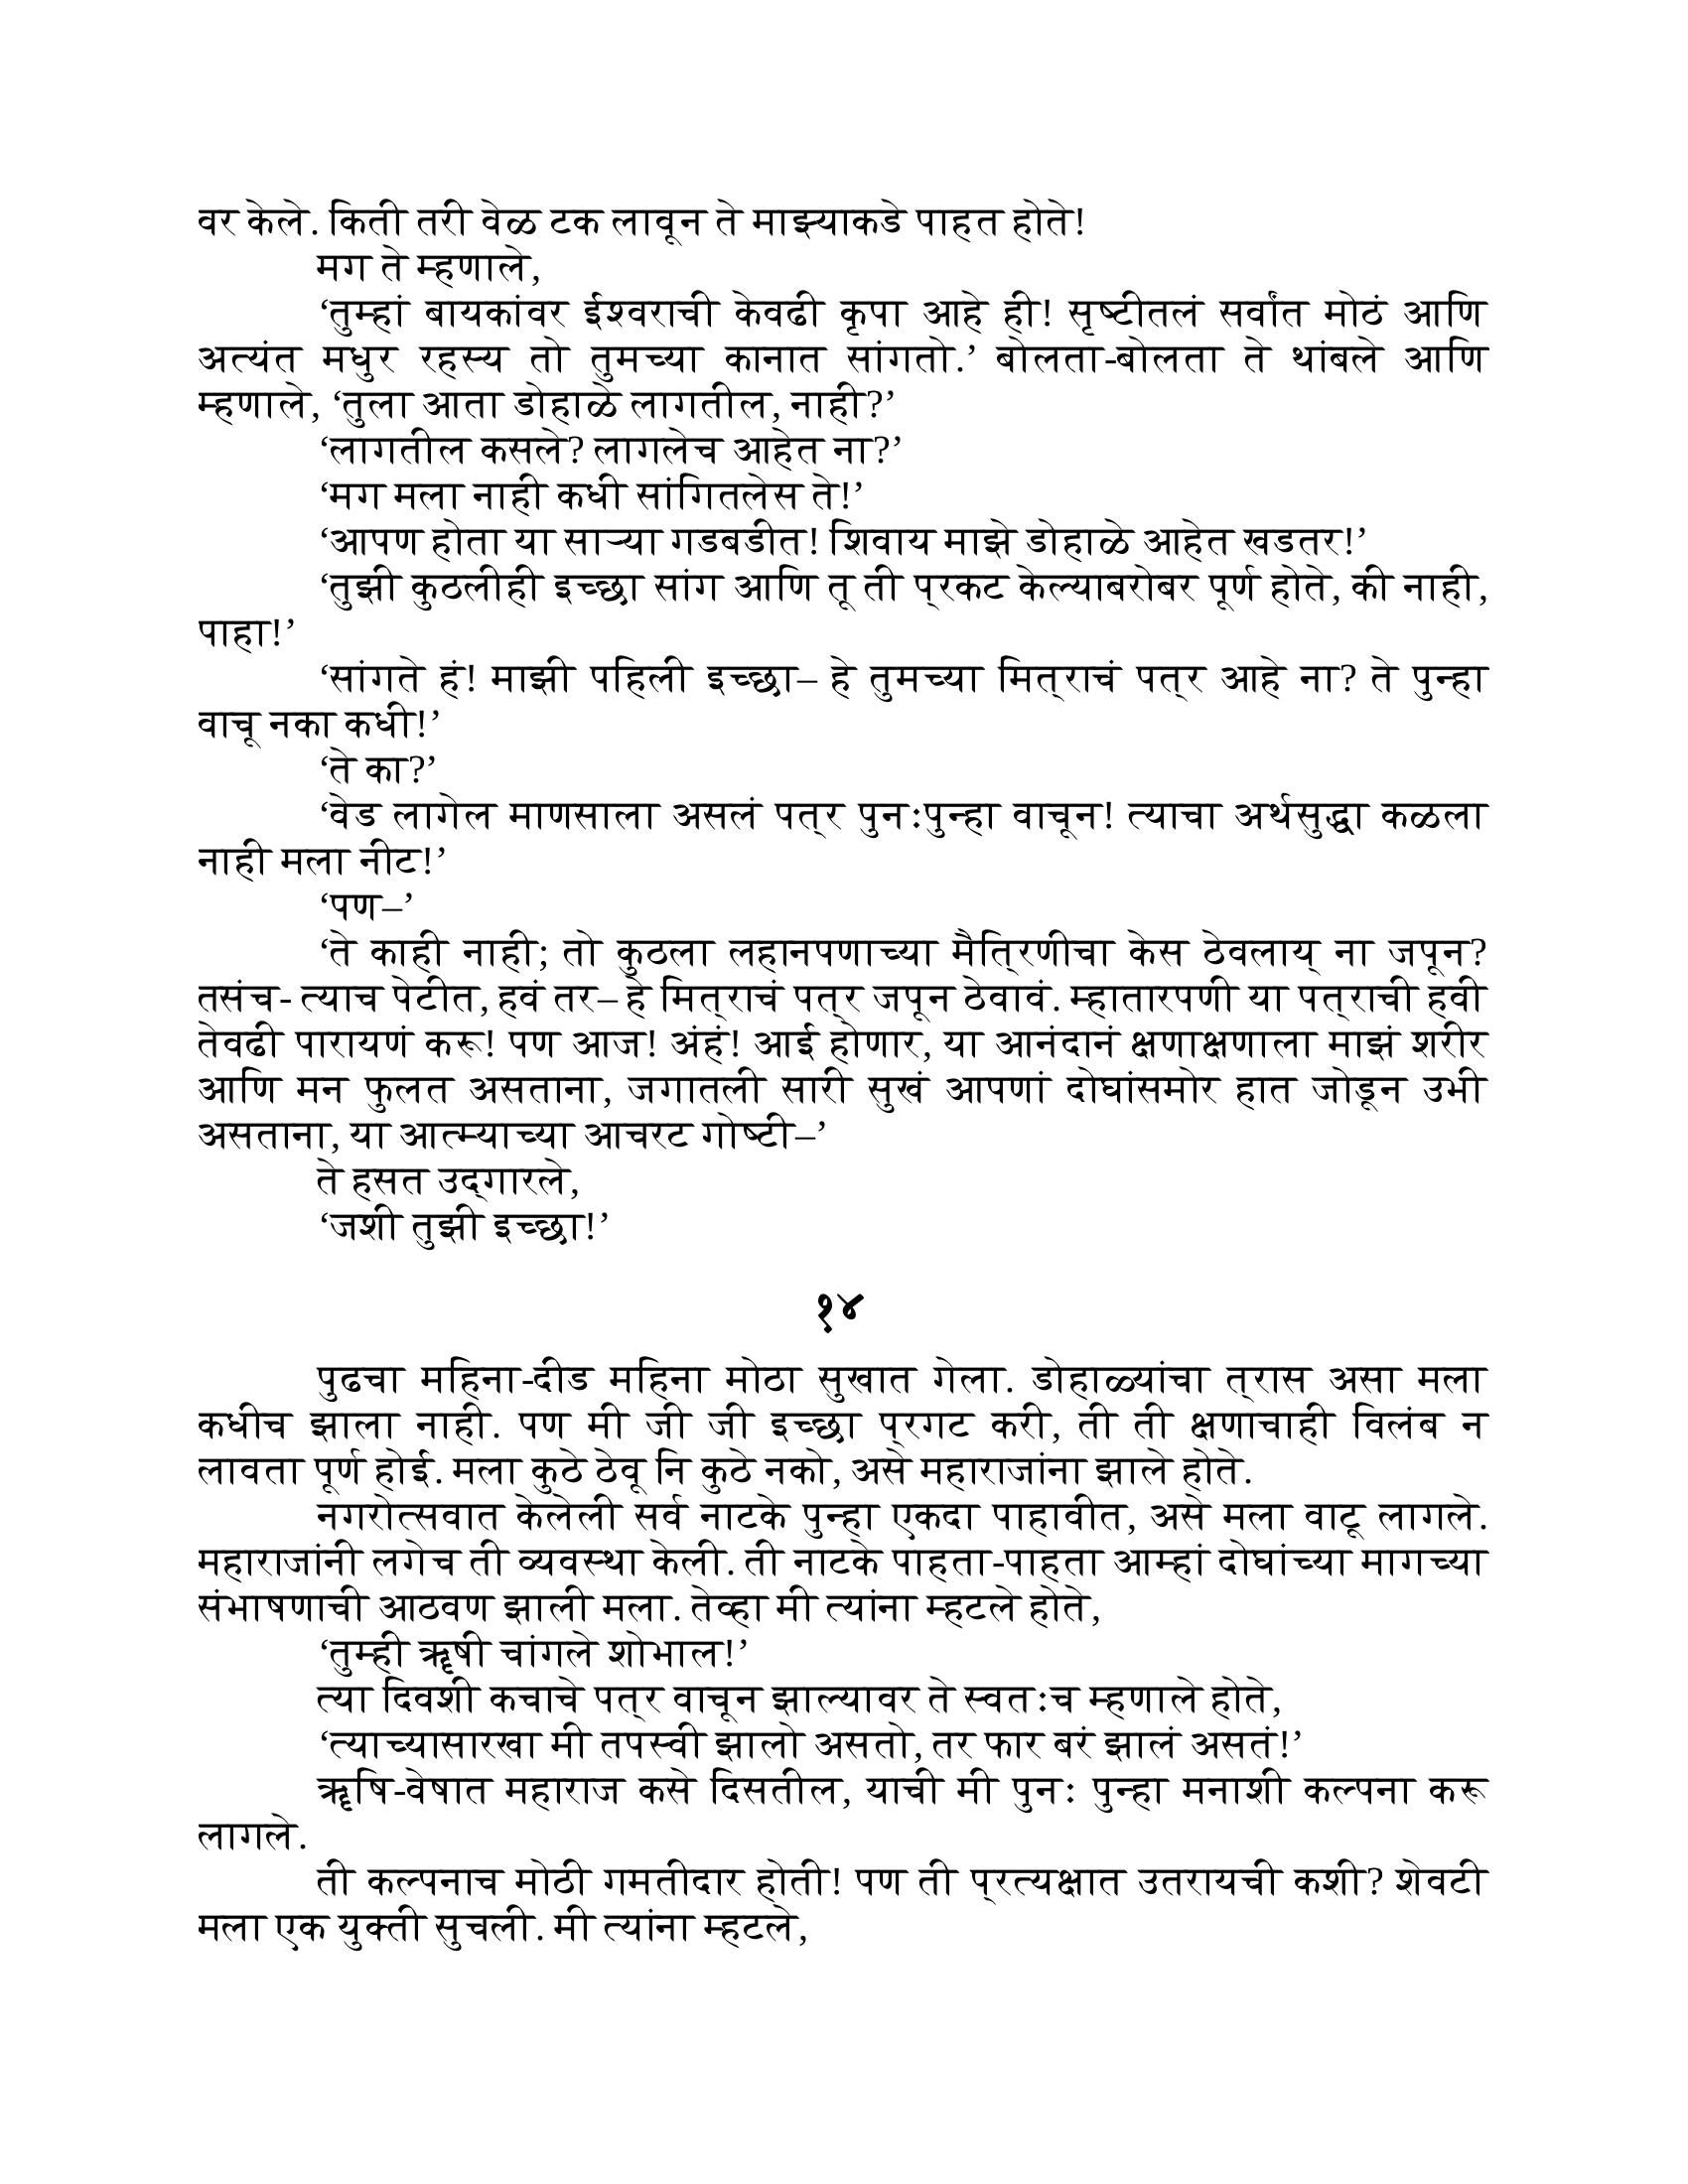 वर केले. किती तरी वेळ टक लावून ते माझ्याकडे पाहत होते!
मग ते म्हणाले,
‘तुम्हां बायकांवर ईश्वराची केवढी कृपा आहे ही! सृष्टीतलं सर्वांत मोठं आणि
अत्यंत मधुर रहस्य तो तुमच्या कानात सांगतो.’ बोलता-बोलता ते थांबले आणि
म्हणाले, ‘तुला आता डोहाळे लागतील, नाही?’
‘लागतील कसले? लागलेच आहेत ना?’
‘मग मला नाही कधी सांगितलेस ते!’
‘आपण होता या साऱ्या गडबडीत! शिवाय माझे डोहाळे आहेत खडतर!’
‘तुझी कुठलीही इच्छा सांग आणि तू ती प्रकट केल्याबरोबर पूर्ण होते, की नाही,
पाहा!’
‘सांगते हं! माझी पहिली इच्छा– हे तुमच्या मित्राचं पत्र आहे ना? ते पुन्हा
वाचू नका कधी!’
‘ते का?’
‘वेड लागेल माणसाला असलं पत्र पुनःपुन्हा वाचून! त्याचा अर्थसुद्धा कळला
नाही मला नीट!’
‘पण–’
‘ते काही नाही; तो कुठला लहानपणाच्या मैत्रिणीचा केस ठेवलाय् ना जपून?
तसंच- त्याच पेटीत, हवं तर– हे मित्राचं पत्र जपून ठेवावं. म्हातारपणी या पत्राची हवी
तेवढी पारायणं करू! पण आज! अंहं! आई होणार, या आनंदानं क्षणाक्षणाला माझं शरीर
आणि मन फुलत असताना, जगातली सारी सुखं आपणां दोघांसमोर हात जोडून उभी
असताना, या आत्म्याच्या आचरट गोष्टी–’
ते हसत उद्‌गारले,
‘जशी तुझी इच्छा!’
१४
पुढचा महिना-दीड महिना मोठा सुखात गेला. डोहाळ्यांचा त्रास असा मला
कधीच झाला नाही. पण मी जी जी इच्छा प्रगट करी, ती ती क्षणाचाही विलंब न
लावता पूर्ण होई. मला कुठे ठेवू नि कुठे नको, असे महाराजांना झाले होते.
नगरोत्सवात केलेली सर्व नाटके पुन्हा एकदा पाहावीत, असे मला वाटू लागले.
महाराजांनी लगेच ती व्यवस्था केली. ती नाटके पाहता-पाहता आम्हां दोघांच्या मागच्या
संभाषणाची आठवण झाली मला. तेव्हा मी त्यांना म्हटले होते,
‘तुम्ही ॠषी चांगले शोभाल!’
त्या दिवशी कचाचे पत्र वाचून झाल्यावर ते स्वतःच म्हणाले होते,
‘त्याच्यासारखा मी तपस्वी झालो असतो, तर फार बरं झालं असतं!’
ॠषि-वेषात महाराज कसे दिसतील, याची मी पुनः पुन्हा मनाशी कल्पना करू
लागले.
ती कल्पनाच मोठी गमतीदार होती! पण ती प्रत्यक्षात उतरायची कशी? शेवटी
मला एक युक्ती सुचली. मी त्यांना म्हटले,